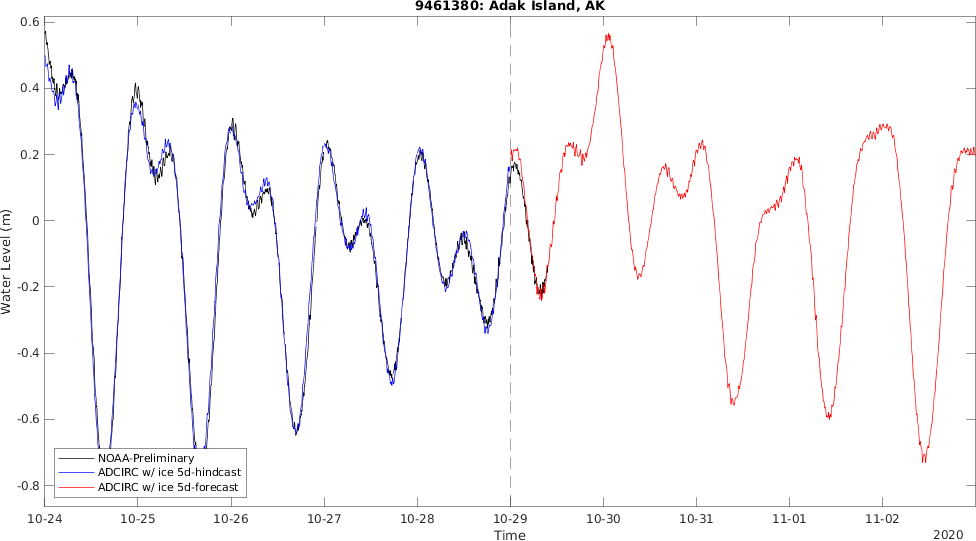 9461380: Adak Island, AK
Water Level (m)
0.6
0.4
0.2
0
-0.2
-0.4
-0.6
-0.8
NOAA-Preliminary
ADCIRC w/ ice 5d-hindcast
ADCIRC w/ ice 5d-forecast
10-24 10-25 10-26 10-27 10-28 10-29 10-30 10-31 11-01 11-02
Time
2020